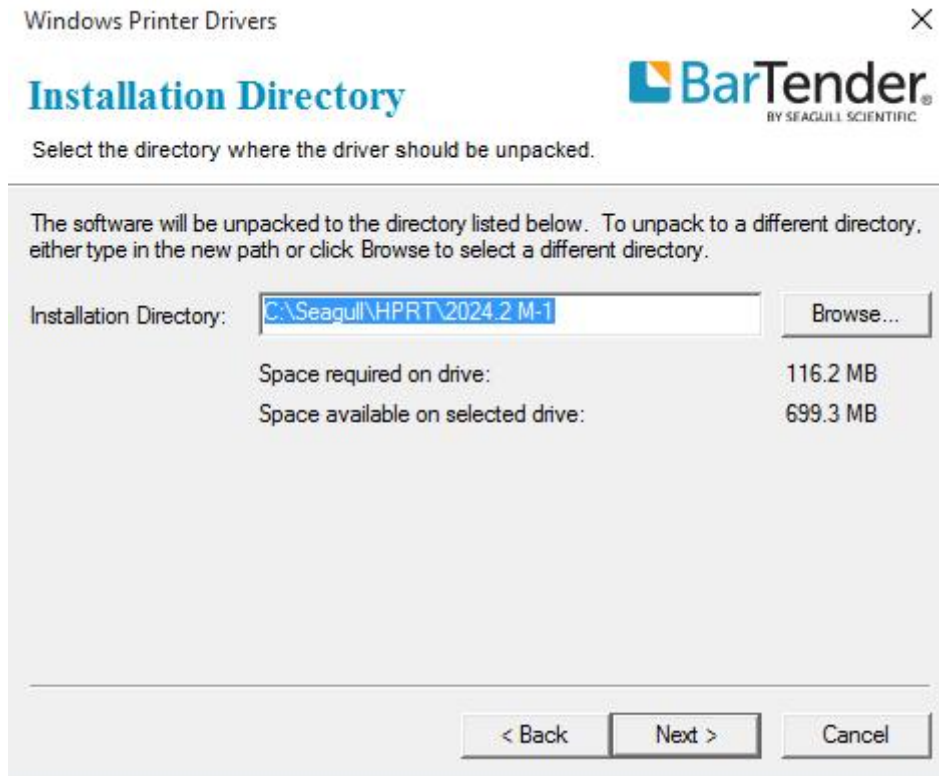 Windows Printer Drivers
Installation Directory
BarTender®
BY SEAGULL SCIENTIFIC
Select the directory where the driver should be unpacked.
The software will be unpacked to the directory listed below.  To unpack to a different directory,
either type in the new path or click Browse to select a different directory.
Installation Directory: C:\Seagull\HPRT\2024.2 M-1 Browse...
Space required on drive: 116.2 MB
Space available on selected drive: 699.3 MB
< Back Next > Cancel